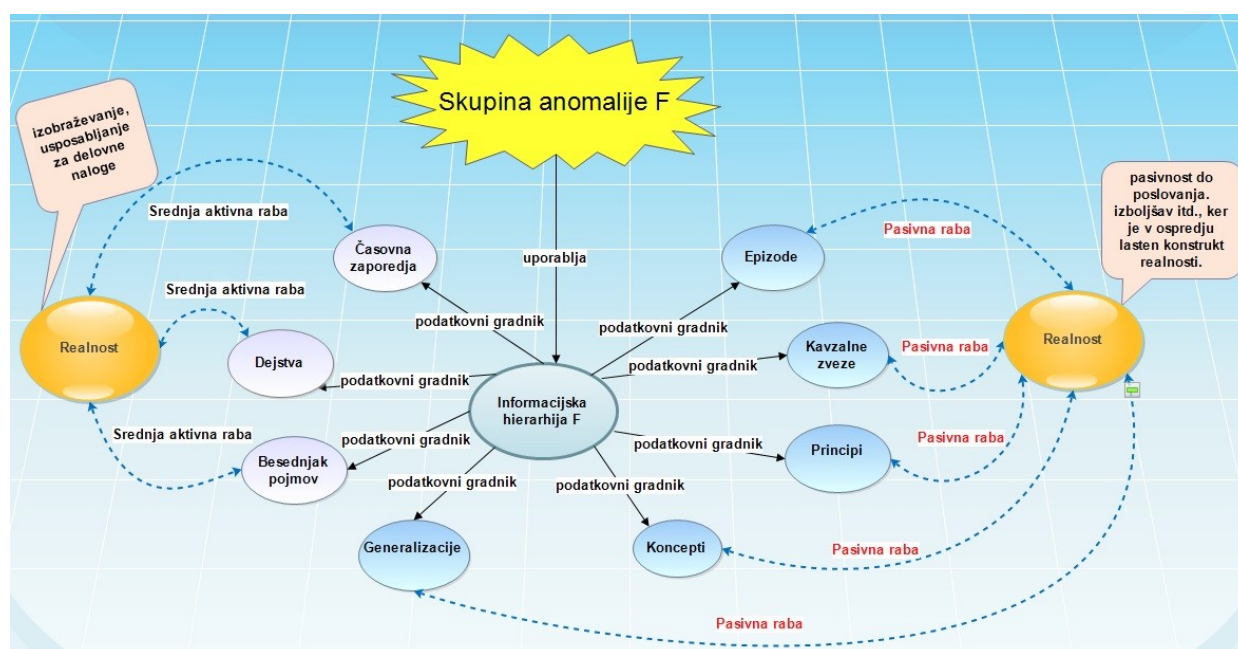 Skupina anomalije F
izobraževanje,
usposabljanje
za delovne
naloge
pasivnost do
poslovanja.
izboljšav itd., ker
je v ospredju
lasten konstrukt
realnosti.
Srednja aktivna raba
Pasivna raba
Časovna
zaporedja
uporablja
Epizode
Srednja aktivna raba
podatkovni gradnik
podatkovni gradnik
Realnost
Dejstva
podatkovni gradnik
podatkovni gradnik
Kavzalne
zveze
Pasivna raba
Realnost
Informacijska
hierarhija F
Srednja aktivna raba
podatkovni gradnik
podatkovni gradnik
Pasivna raba
Besednjak
pojmov
Principi
podatkovni gradnik
podatkovni gradnik
Generalizacije
Koncepti
Pasivna raba
Pasivna raba